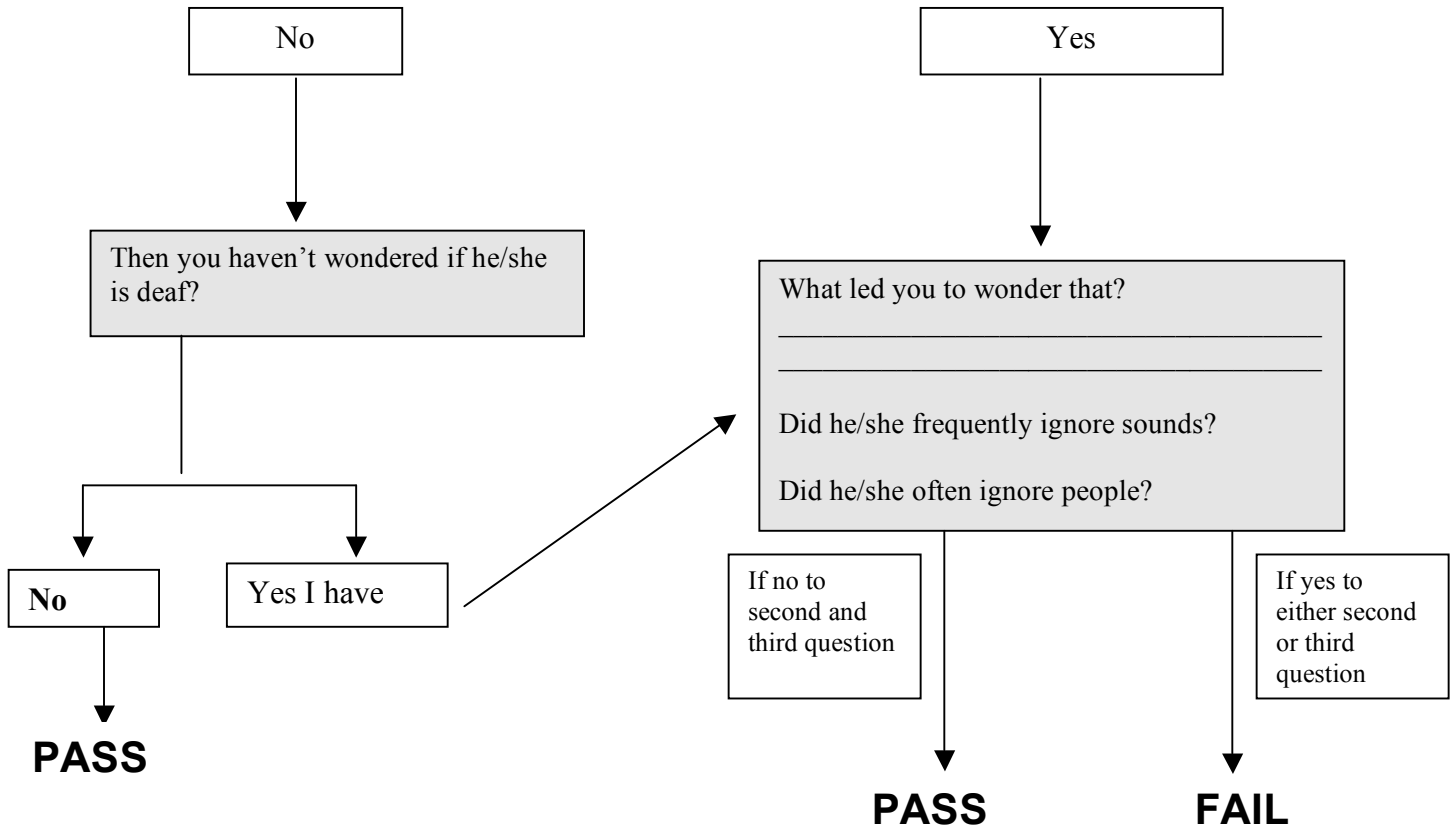 No
Yes
Then you haven’t wondered if he/she
is deaf?
What led you to wonder that?
_______________________________________
_______________________________________
Did he/she frequently ignore sounds?
Did he/she often ignore people?
No
Yes I have
If no to
second and
third question
If yes to
either second
or third
question
PASS
PASS
FAIL